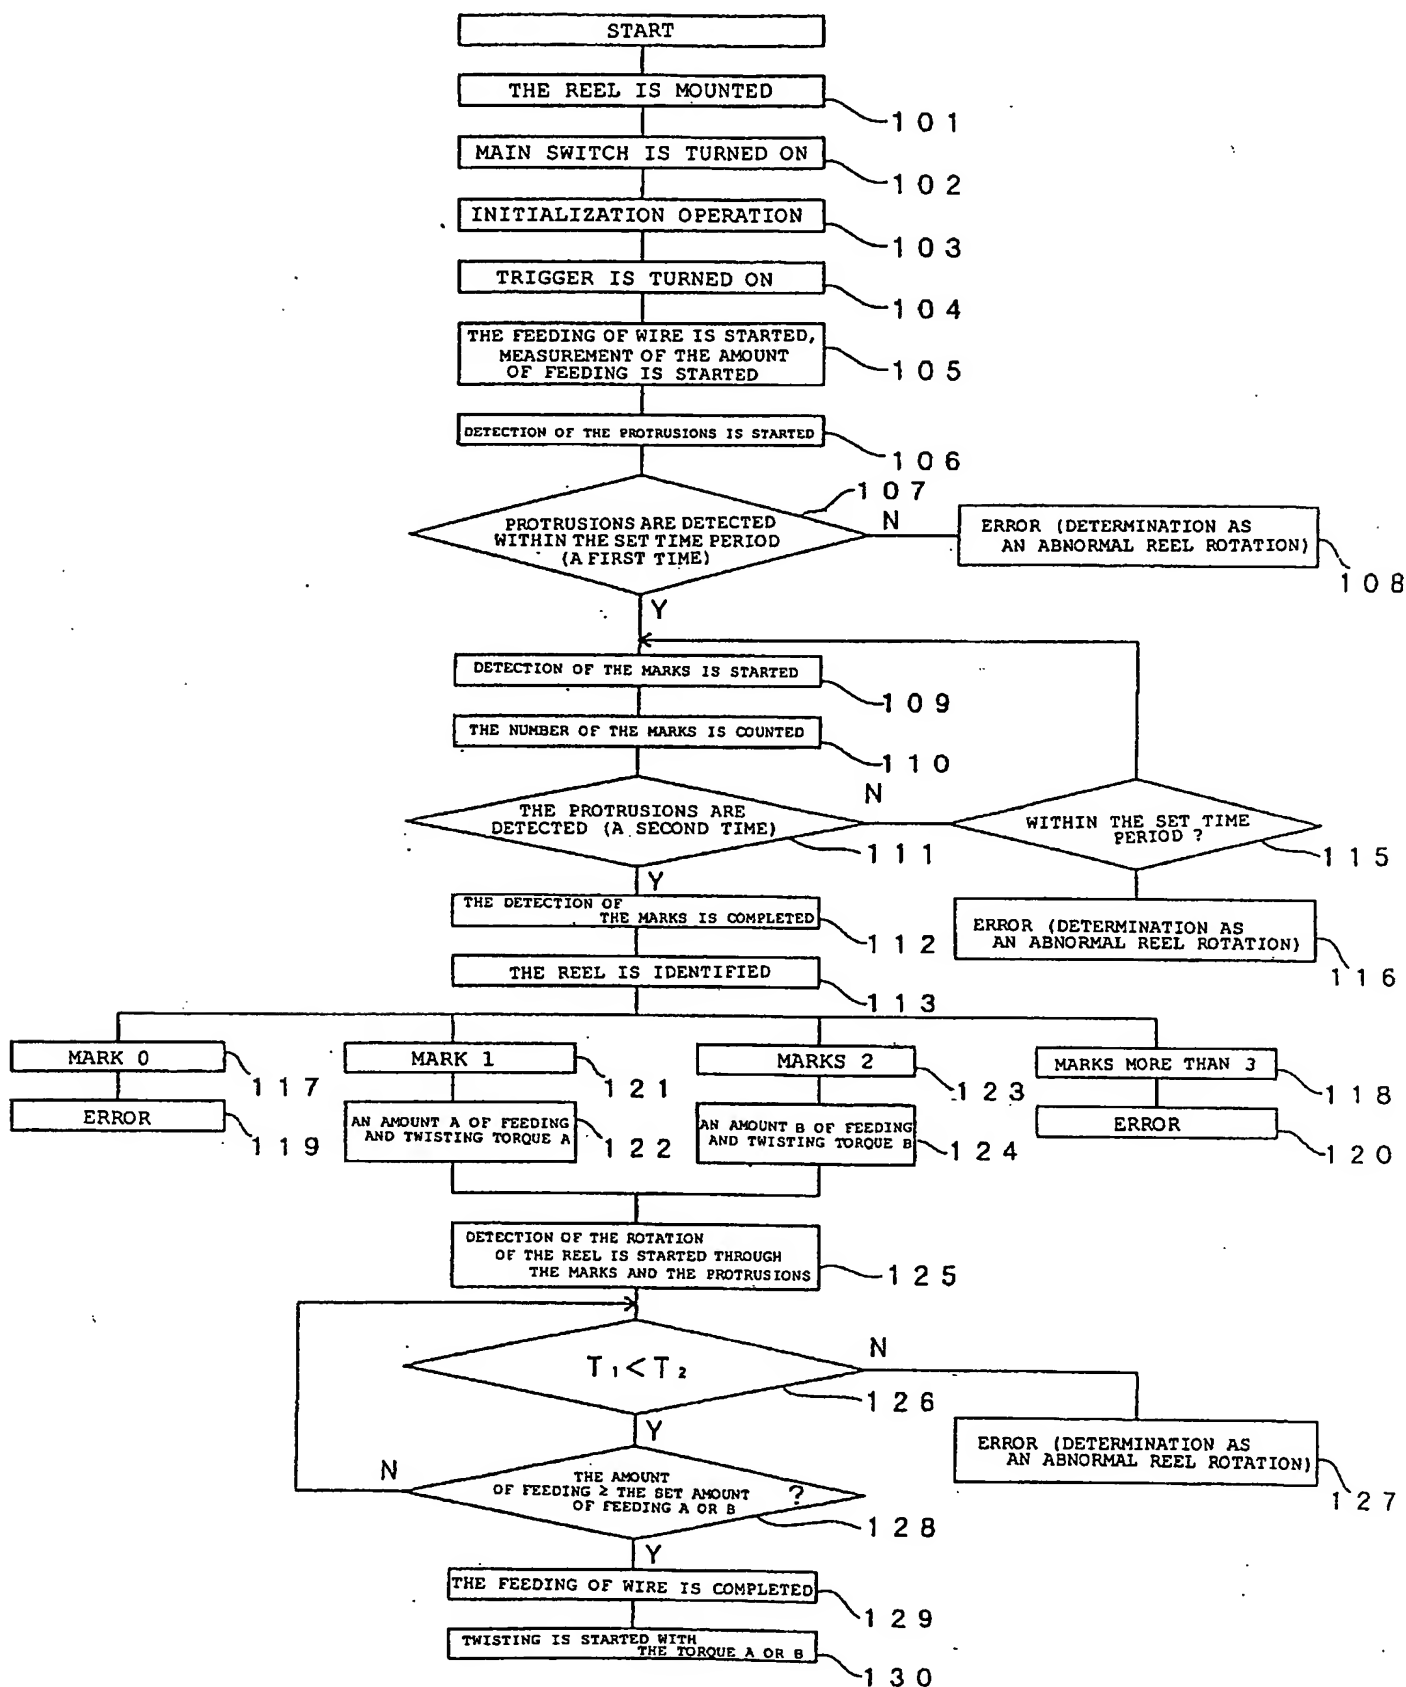 START
THE REEL IS MOUNTED
101
MAIN SWITCH IS TURNED ON
102
INITIALIZATION OPERATION
103
TRIGGER IS TURNED ON
104
THE FEEDING OF WIRE IS STARTED,
MEASUREMENT OF THE AMOUNT
OF FEEDING IS STARTED
105
DETECTION OF THE PROTRUSIONS IS STARTED
106
107
PROTRUSIONS ARE DETECTED
WITHIN THE SET TIME PERIOD
(A FIRST TIME)
N
ERROR (DETERMINATION AS
AN ABNORMAL REEL ROTATION)
108
Y
DETECTION OF THE MARKS IS STARTED
109
THE NUMBER OF THE MARKS IS COUNTED
110
THE PROTRUSIONS ARE
DETECTED (A SECOND TIME)
N
111
WITHIN THE SET TIME
PERIOD ?
115
Y
THE DETECTION OF
THE MARKS IS COMPLETED
112
ERROR (DETERMINATION AS
AN ABNORMAL REEL ROTATION)
116
THE REEL IS IDENTIFIED
113
MARK 0
117
MARK 1
121
MARKS 2
123
MARKS MORE THAN 3
118
ERROR
119
AN AMOUNT A OF FEEDING
AND TWISTING TORQUE A
122
AN AMOUNT B OF FEEDING
AND TWISTING TORQUE B
124
ERROR
120
DETECTION OF THE ROTATION
OF THE REEL IS STARTED THROUGH
THE MARKS AND THE PROTRUSIONS
125
T₁<T₂
N
126
ERROR (DETERMINATION AS
AN ABNORMAL REEL ROTATION)
127
Y
THE AMOUNT
OF FEEDING ≥ THE SET AMOUNT
OF FEEDING A OR B
?
N
128
Y
THE FEEDING OF WIRE IS COMPLETED
129
TWISTING IS STARTED WITH
THE TORQUE A OR B
130